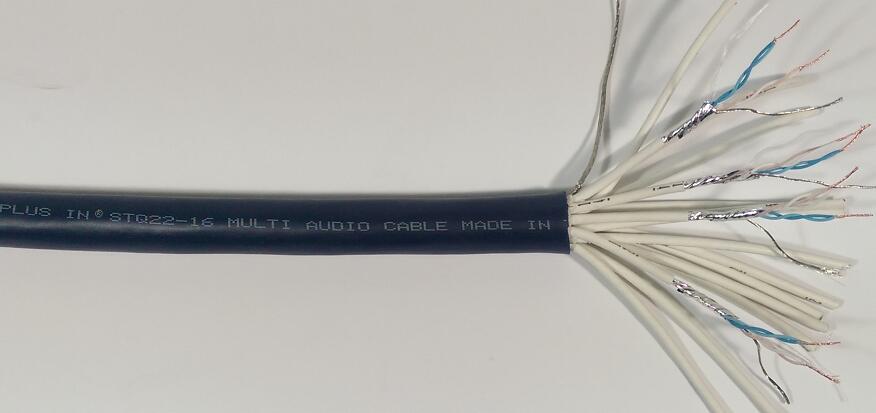 PLUS IN® STQ22-16 MULTI AUDIO CABLE MADE IN